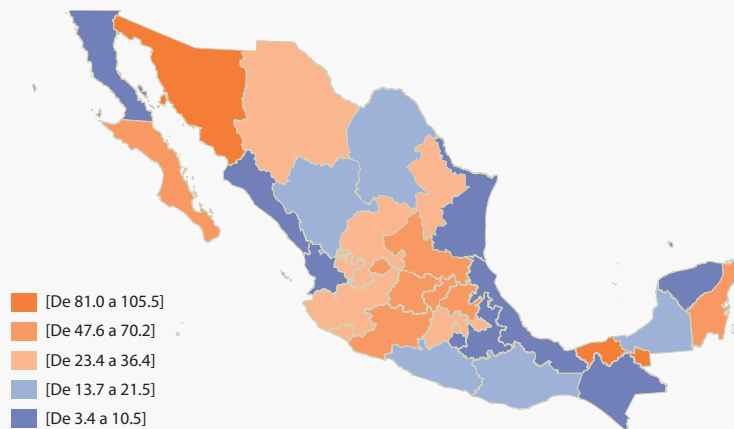 [De 81.0 a 105.5]
[De 47.6 a 70.2]
[De 23.4 a 36.4]
[De 13.7 a 21.5]
[De 3.4 a 10.5]